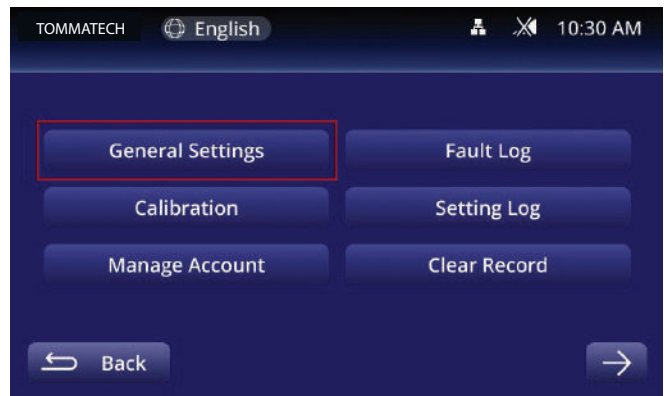 TOMMATECH English 10:30 AM
General Settings Fault Log
Calibration Setting Log
Manage Account Clear Record
Back